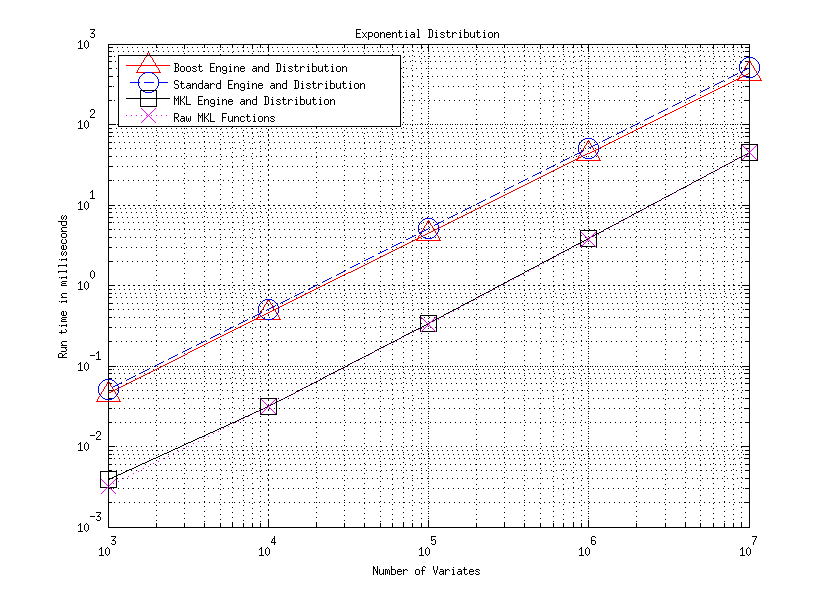 Exponential Distribution
Boost Engine and Distribution
Standard Engine and Distribution
MKL Engine and Distribution
Raw MKL Functions
Run time in milliseconds
10^3
10^2
10^1
10^0
10^-1
10^-2
10^-3
10^3 10^4 10^5 10^6 10^7
Number of Variates